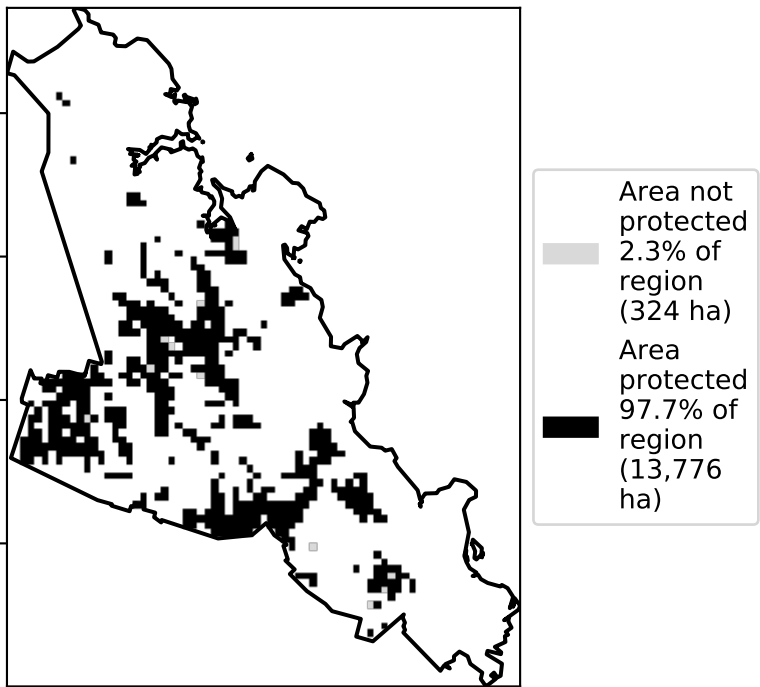 Area not
protected
2.3% of
region
(324 ha)
Area
protected
97.7% of
region
(13,776
ha)